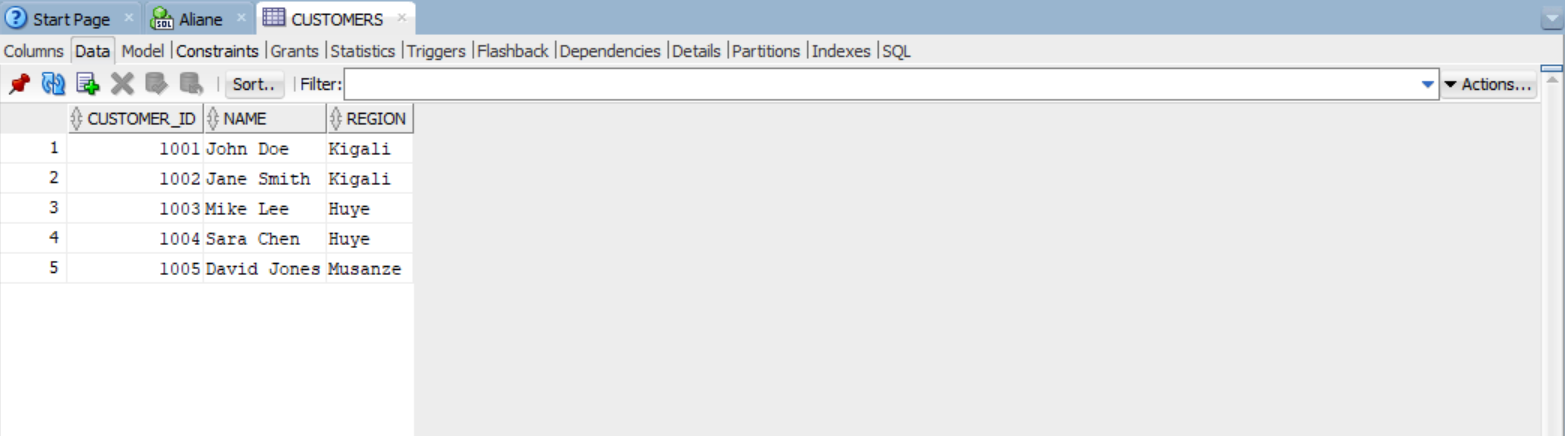 Start Page Aliane CUSTOMERS
Columns Data Model Constraints Grants Statistics Triggers Flashback Dependencies Details Partitions Indexes SQL
Sort.. Filter: Actions...
CUSTOMER_ID NAME REGION
1 1001 John Doe Kigali
2 1002 Jane Smith Kigali
3 1003 Mike Lee Huye
4 1004 Sara Chen Huye
5 1005 David Jones Musanze